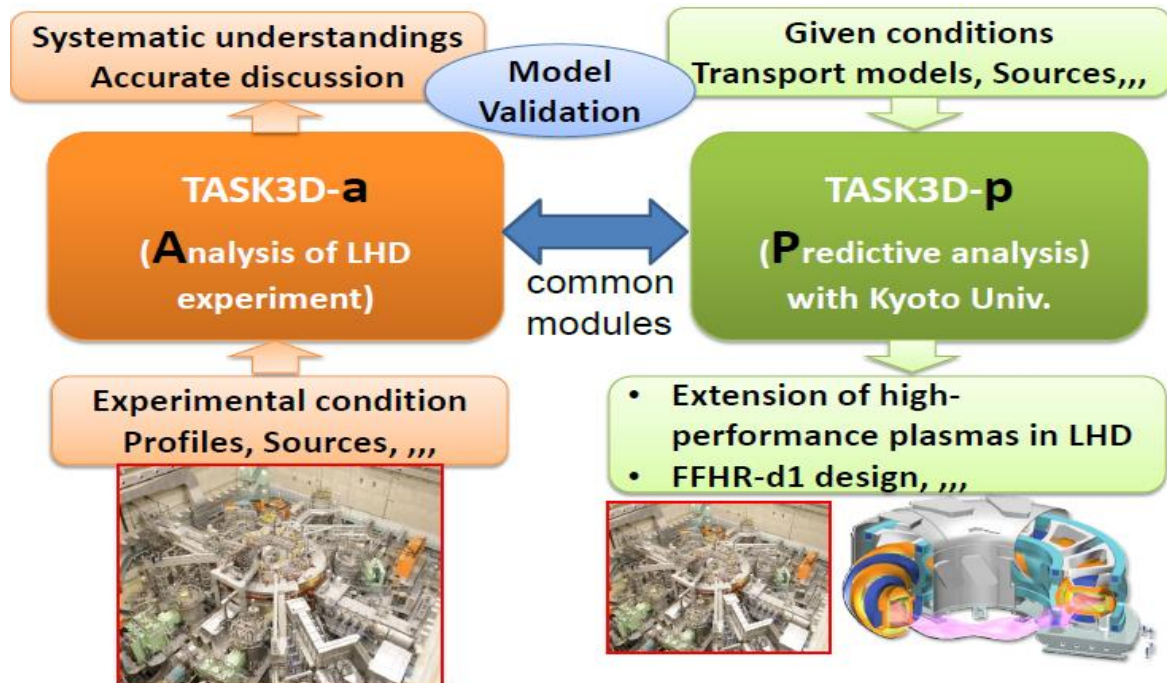 Systematic understandings
Accurate discussion
Model
Validation
Given conditions
Transport models, Sources,,,
TASK3D-a
(Analysis of LHD
experiment)
common
modules
TASK3D-p
(Predictive analysis)
with Kyoto Univ.
Experimental condition
Profiles, Sources, ,,,
• Extension of high-
performance plasmas in LHD
• FFHR-d1 design, ,,,